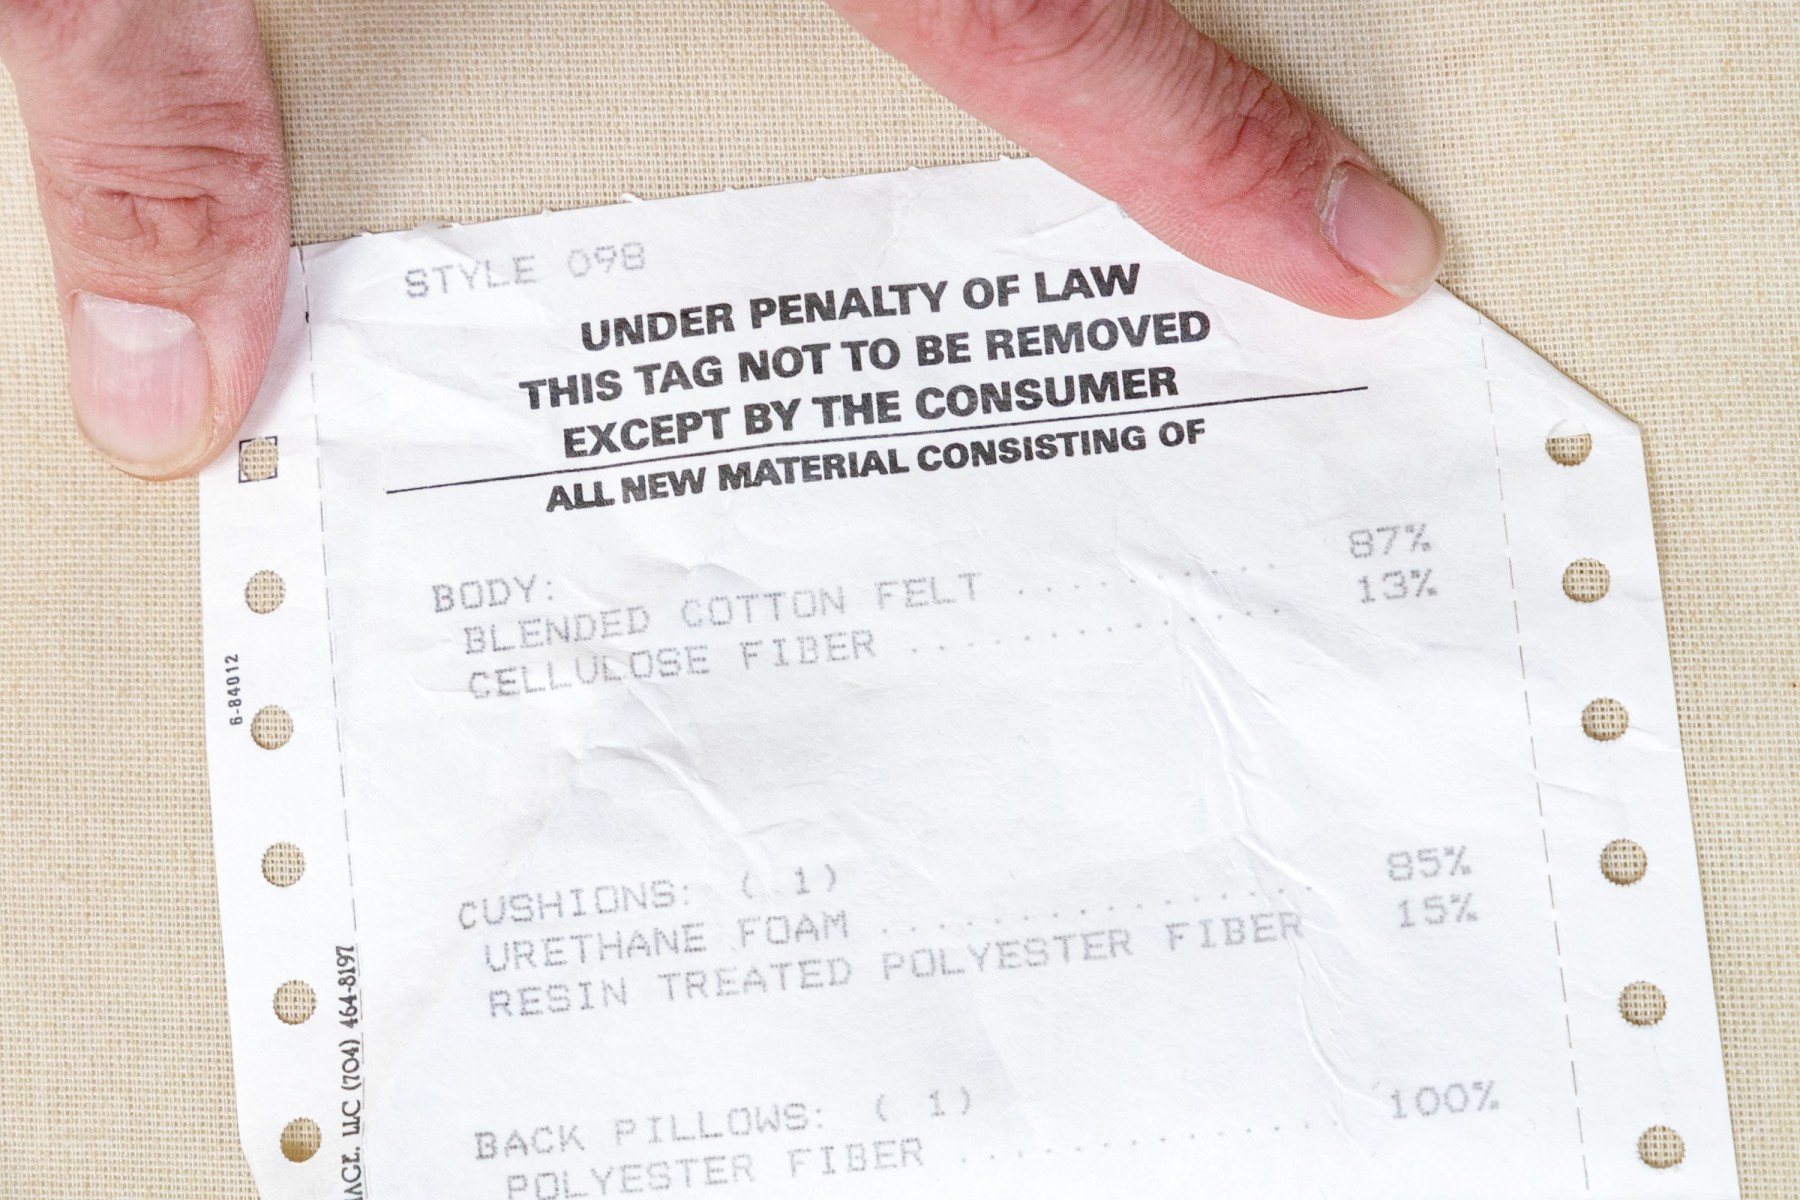 STYLE 098
UNDER PENALTY OF LAW
THIS TAG NOT TO BE REMOVED
EXCEPT BY THE CONSUMER
ALL NEW MATERIAL CONSISTING OF
BODY:
BLENDED COTTON FELT .......... 87%
CELLULOSE FIBER ............. 13%
CUSHIONS: ( 1)
URETHANE FOAM ............... 85%
RESIN TREATED POLYESTER FIBER 15%
BACK PILLOWS: ( 1)
POLYESTER FIBER .............. 100%
6-84012
LLC (704) 464-8197